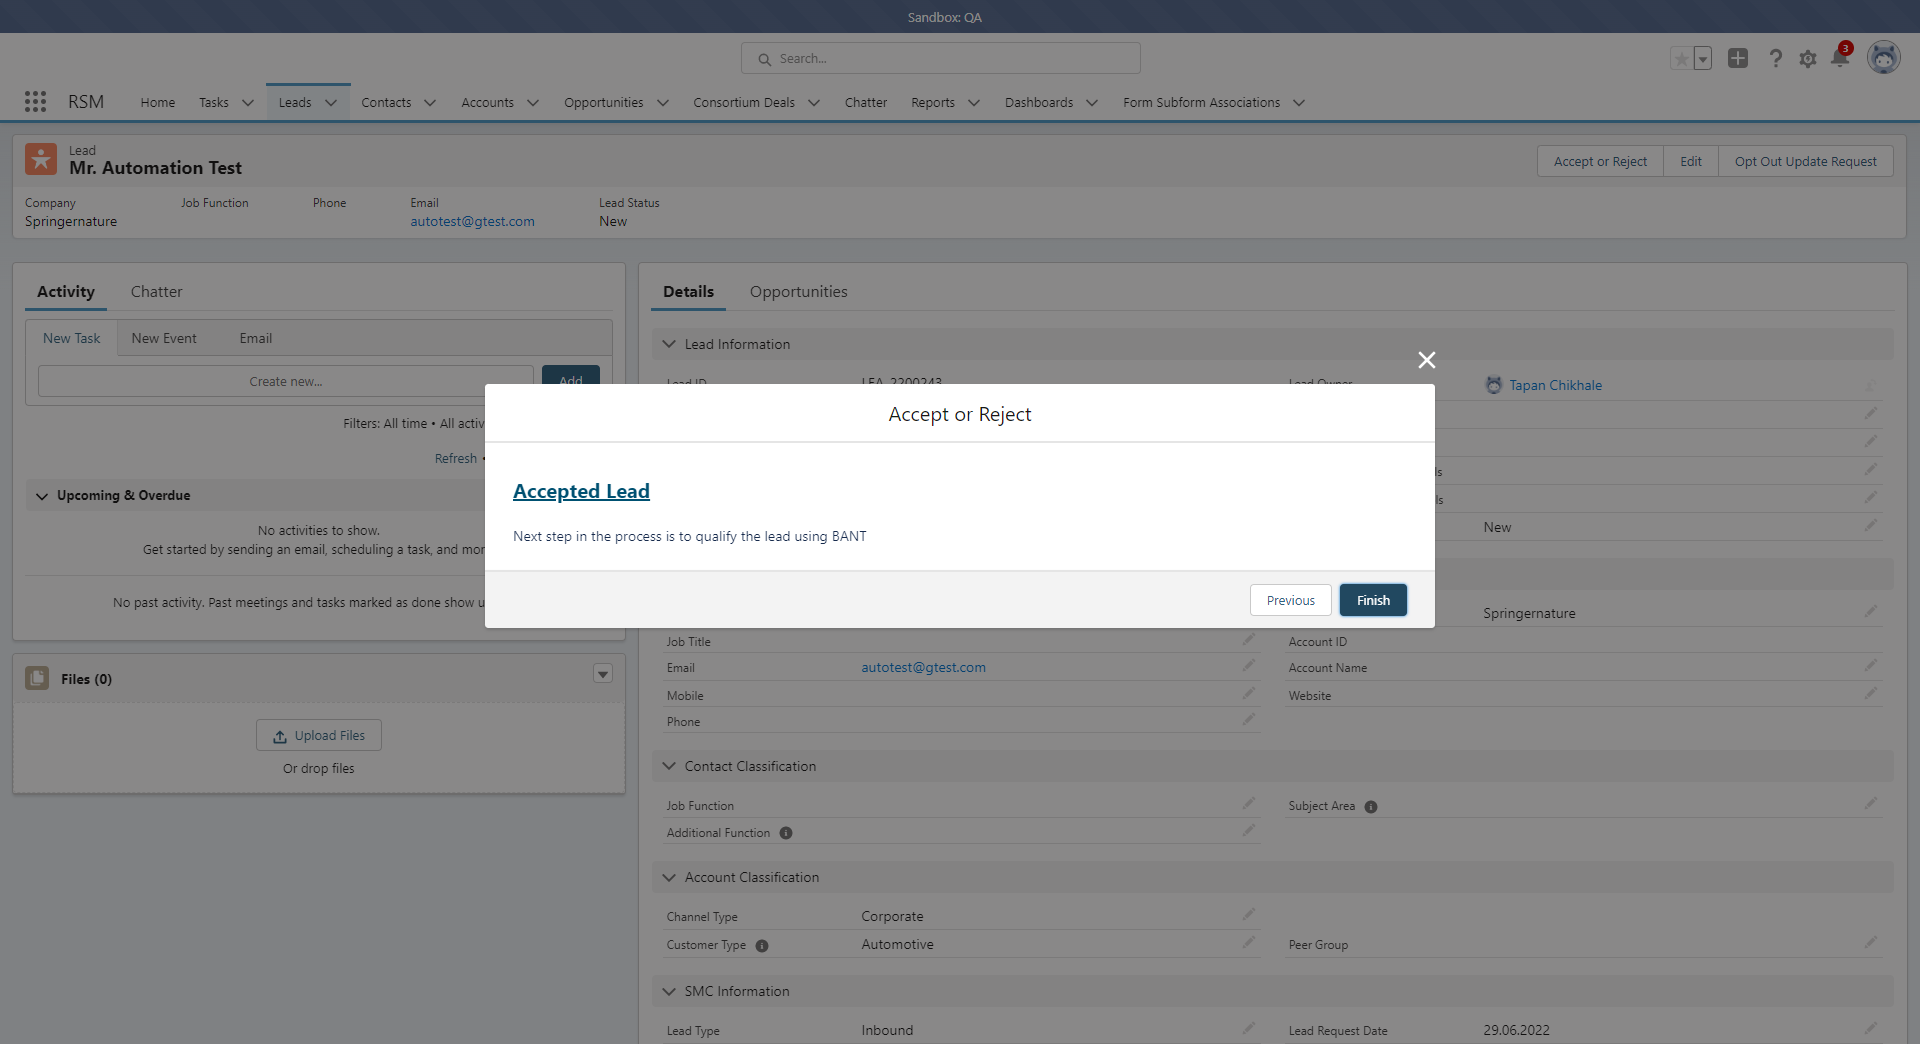 Sandbox: QA
Search...
3
RSM
Home
Tasks
Leads
Contacts
Accounts
Opportunities
Consortium Deals
Chatter
Reports
Dashboards
Form Subform Associations
Lead
Mr. Automation Test
Accept or Reject
Edit
Opt Out Update Request
Company
Job Function
Phone
Email
Lead Status
Springernature
autotest@gtest.com
New
Activity
Chatter
New Task
New Event
Email
Create new...
Add
Filters: All time • All activ
Refresh •
Upcoming & Overdue
No activities to show.
Get started by sending an email, scheduling a task, and mor
No past activity. Past meetings and tasks marked as done show u
Files (0)
Upload Files
Or drop files
Details
Opportunities
Lead Information
Lead ID
LEA-2200243
Lead Owner
Tapan Chikhale
ls
ls
New
Accept or Reject
Accepted Lead
Next step in the process is to qualify the lead using BANT
Previous
Finish
Springernature
Job Title
Account ID
Email
autotest@gtest.com
Account Name
Mobile
Website
Phone
Contact Classification
Job Function
Subject Area
Additional Function
Account Classification
Channel Type
Corporate
Customer Type
Automotive
Peer Group
SMC Information
Lead Type
Inbound
Lead Request Date
29.06.2022